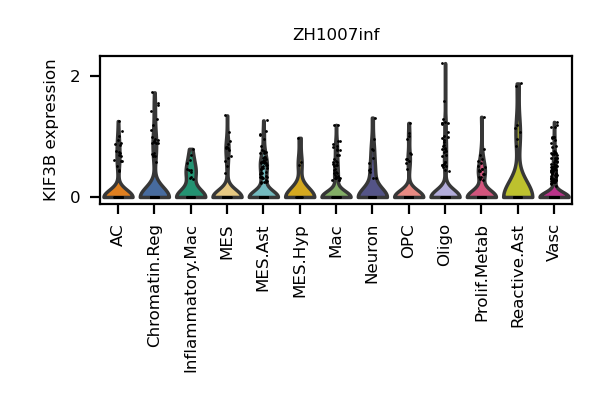 ZH1007inf
KIF3B expression
2
0
AC
Chromatin.Reg
Inflammatory.Mac
MES
MES.Ast
MES.Hyp
Mac
Neuron
OPC
Oligo
Prolif.Metab
Reactive.Ast
Vasc